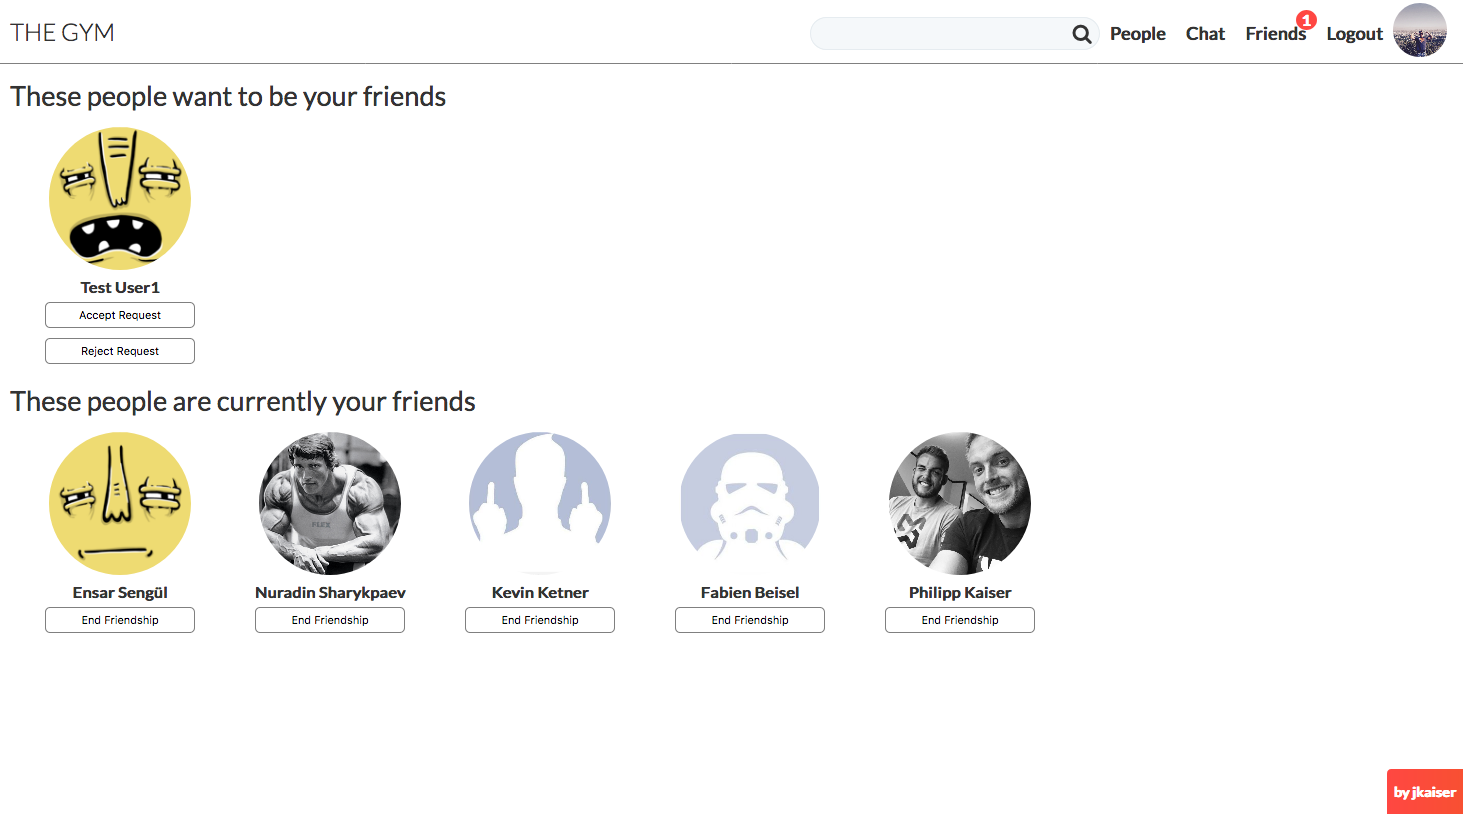 THE GYM
People Chat Friends 1 Logout
These people want to be your friends
Test User1
Accept Request
Reject Request
These people are currently your friends
FLEX
Ensar Sengül Nuradin Sharykpaev Kevin Ketner Fabien Beisel Philipp Kaiser
End Friendship End Friendship End Friendship End Friendship End Friendship
by jkaiser